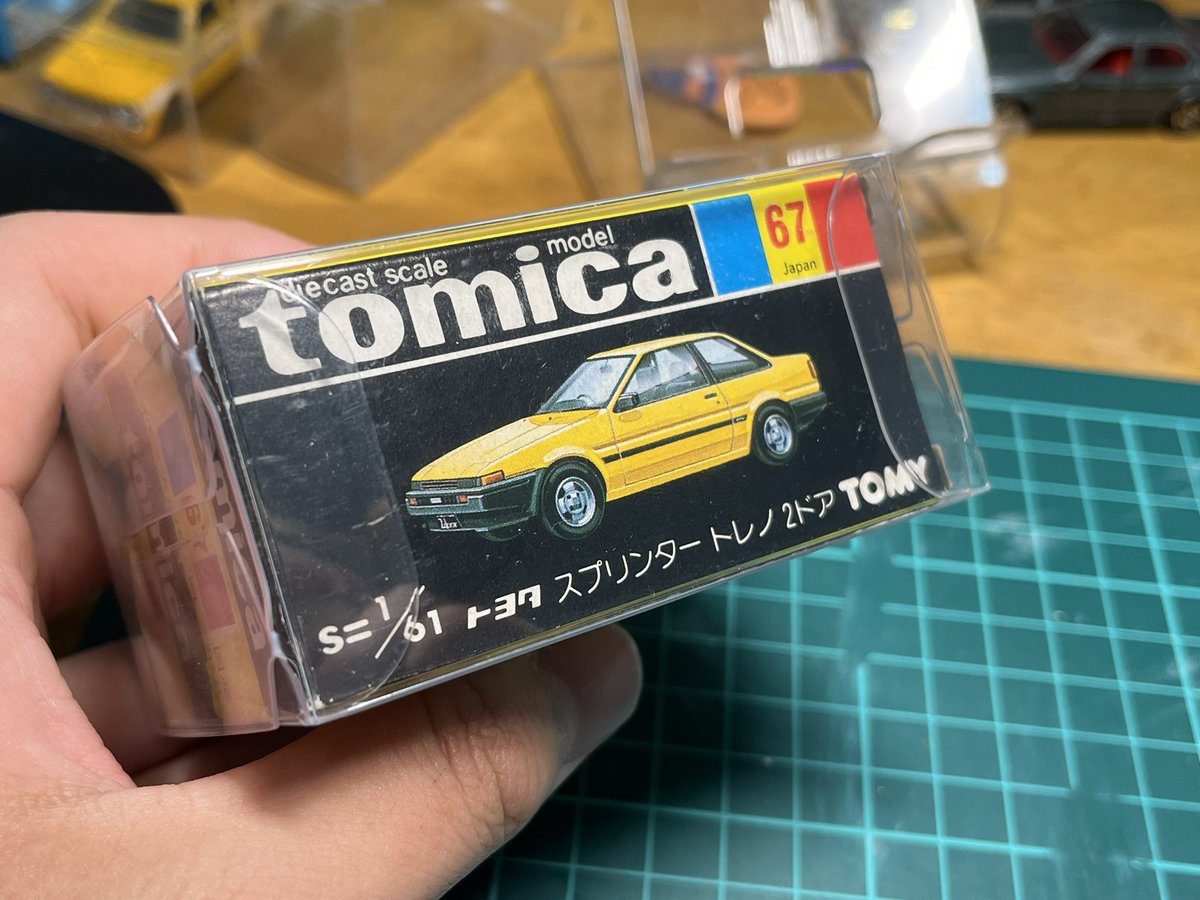 diecast scale model
tomica
67
Japan
S=1/61 トヨタ スプリンター トレノ 2ドア TOMY